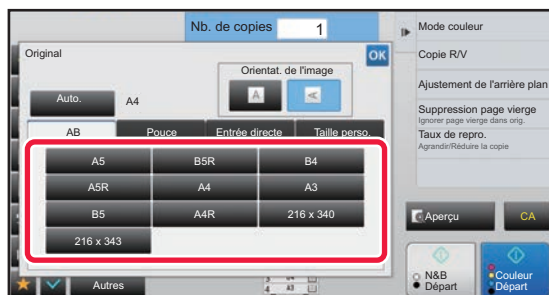 Nb. de copies 1
Original
OK
Orientat. de l'image
A A
Auto. A4
AB Pouce Entrée directe Taille perso.
A5 B5R B4
A5R A4 A3
B5 A4R 216 x 340
216 x 343
Autres
Mode couleur
Copie R/V
Ajustement de l'arrière plan
Suppression page vierge
Ignorer page vierge dans orig.
Taux de repro.
Agrandir/Réduire la copie
Aperçu CA
N&B
Départ
Couleur
Départ